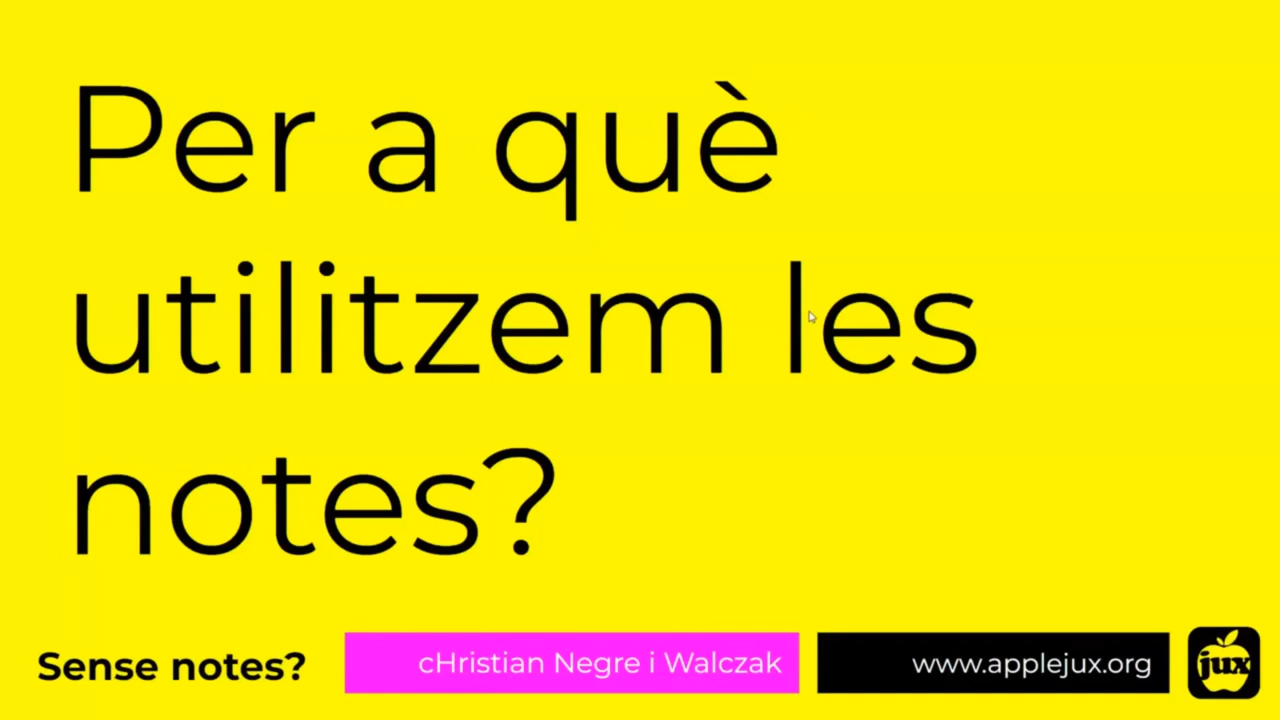 Per a què
utilitzem les
notes?
Sense notes?
cHristian Negre i Walczak
www.applejux.org
jux